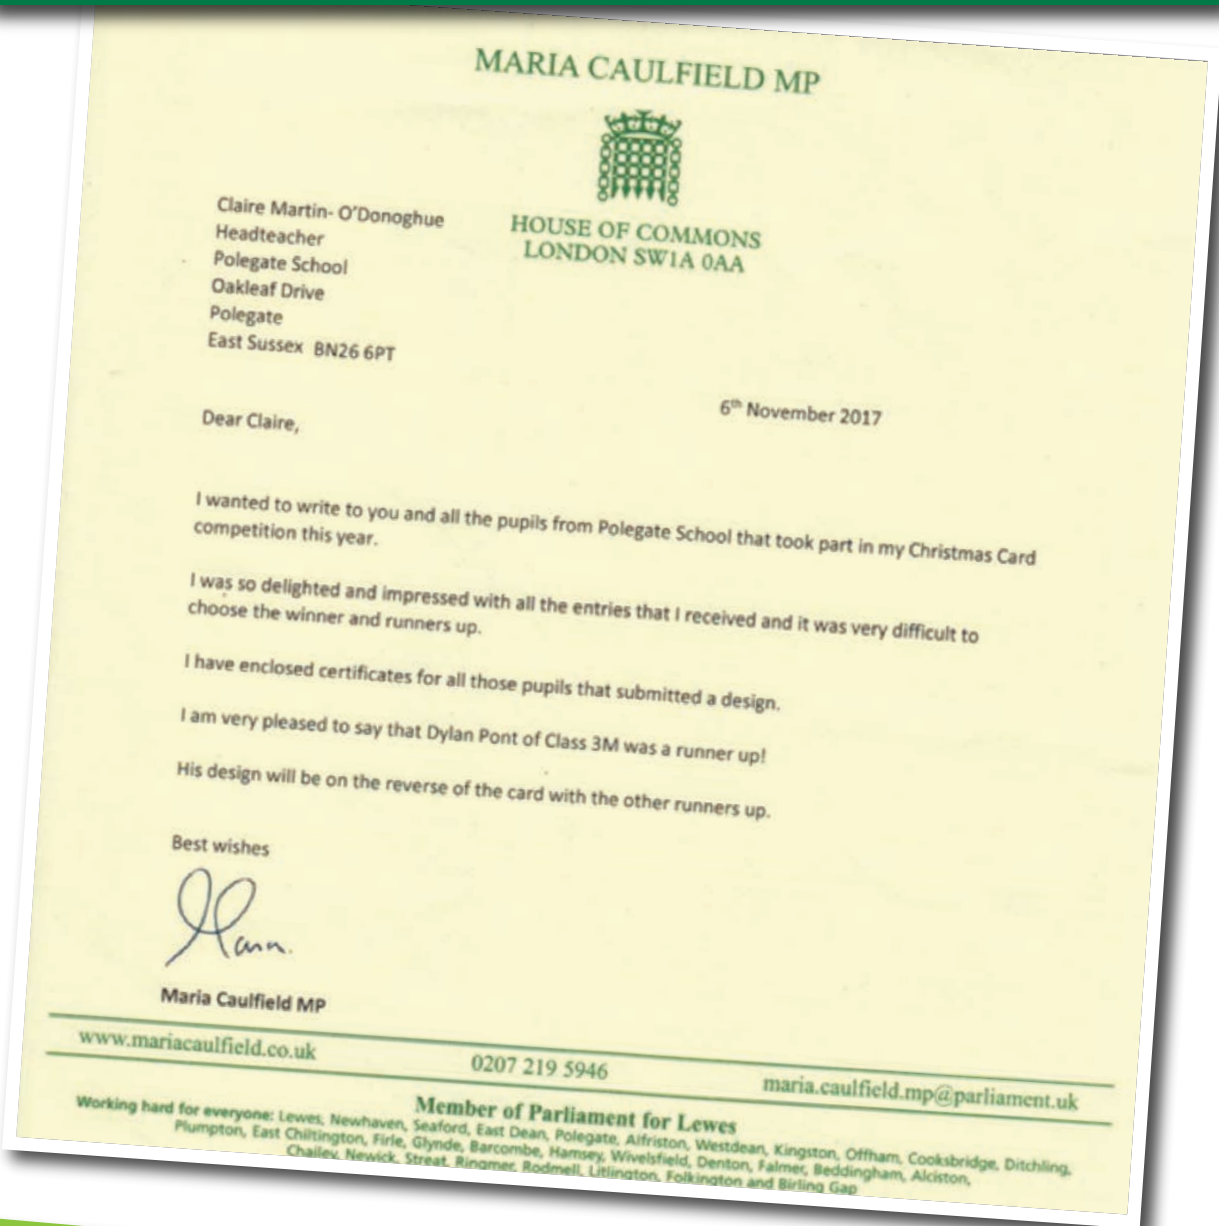 MARIA CAULFIELD MP
HOUSE OF COMMONS
LONDON SW1A 0AA
Claire Martin- O'Donoghue
Headteacher
Polegate School
Oakleaf Drive
Polegate
East Sussex BN26 6PT
6th November 2017
Dear Claire,
I wanted to write to you and all the pupils from Polegate School that took part in my Christmas Card
competition this year.
I was so delighted and impressed with all the entries that I received and it was very difficult to
choose the winner and runners up.
I have enclosed certificates for all those pupils that submitted a design.
I am very pleased to say that Dylan Pont of Class 3M was a runner up!
His design will be on the reverse of the card with the other runners up.
Best wishes
Maria
Maria Caulfield MP
www.mariacaulfield.co.uk 0207 219 5946 maria.caulfield.mp@parliament.uk
Member of Parliament for Lewes
Working hard for everyone: Lewes, Newhaven, Seaford, East Dean, Polegate, Alfriston, Westdean, Kingston, Offham, Cooksbridge, Ditchling,
Plumpton, East Chiltington, Firle, Glynde, Barcombe, Hamsey, Wivelsfield, Denton, Falmer, Beddingham, Alciston,
Chailey, Newick, Streat, Ringmer, Rodmell, Litlington, Folkington and Birling Gap